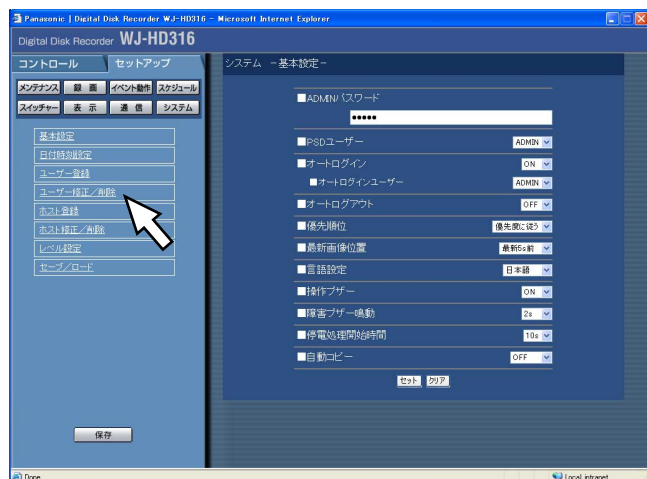 Panasonic | Digital Disk Recorder WJ-HD316 - Microsoft Internet Explorer
Digital Disk Recorder WJ-HD316
コントロール セットアップ
システム －基本設定－
メンテナンス 録 画 イベント動作 スケジュール
スイッチャー 表 示 通 信 システム
基本設定
日付時刻設定
ユーザー登録
ユーザー修正／削除
ホスト登録
ホスト修正／削除
レベル設定
セーブ／ロード
保存
■ADMINパスワード
●●●●●
■PSDユーザー ADMIN
■オートログイン ON
■オートログインユーザー ADMIN
■オートログアウト OFF
■優先順位 優先度に従う
■最新画像位置 最新5s前
■言語設定 日本語
■操作ブザー ON
■障害ブザー鳴動 2s
■停電処理開始時間 10s
■自動コピー OFF
セット クリア
Done Local intranet